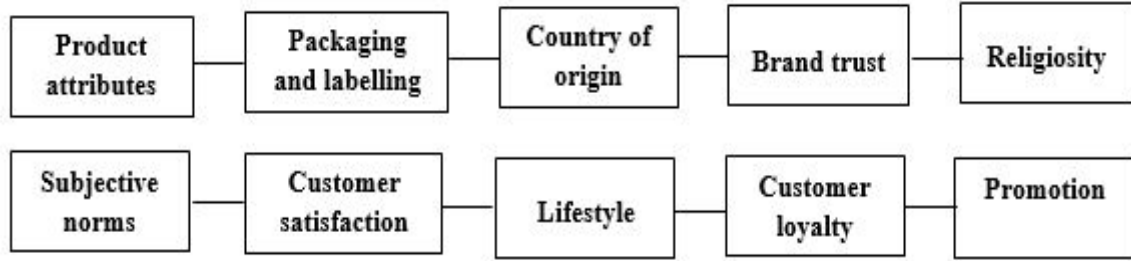 Product
attributes
Packaging
and labelling
Country of
origin
Brand trust
Religiosity
Subjective
norms
Customer
satisfaction
Lifestyle
Customer
loyalty
Promotion